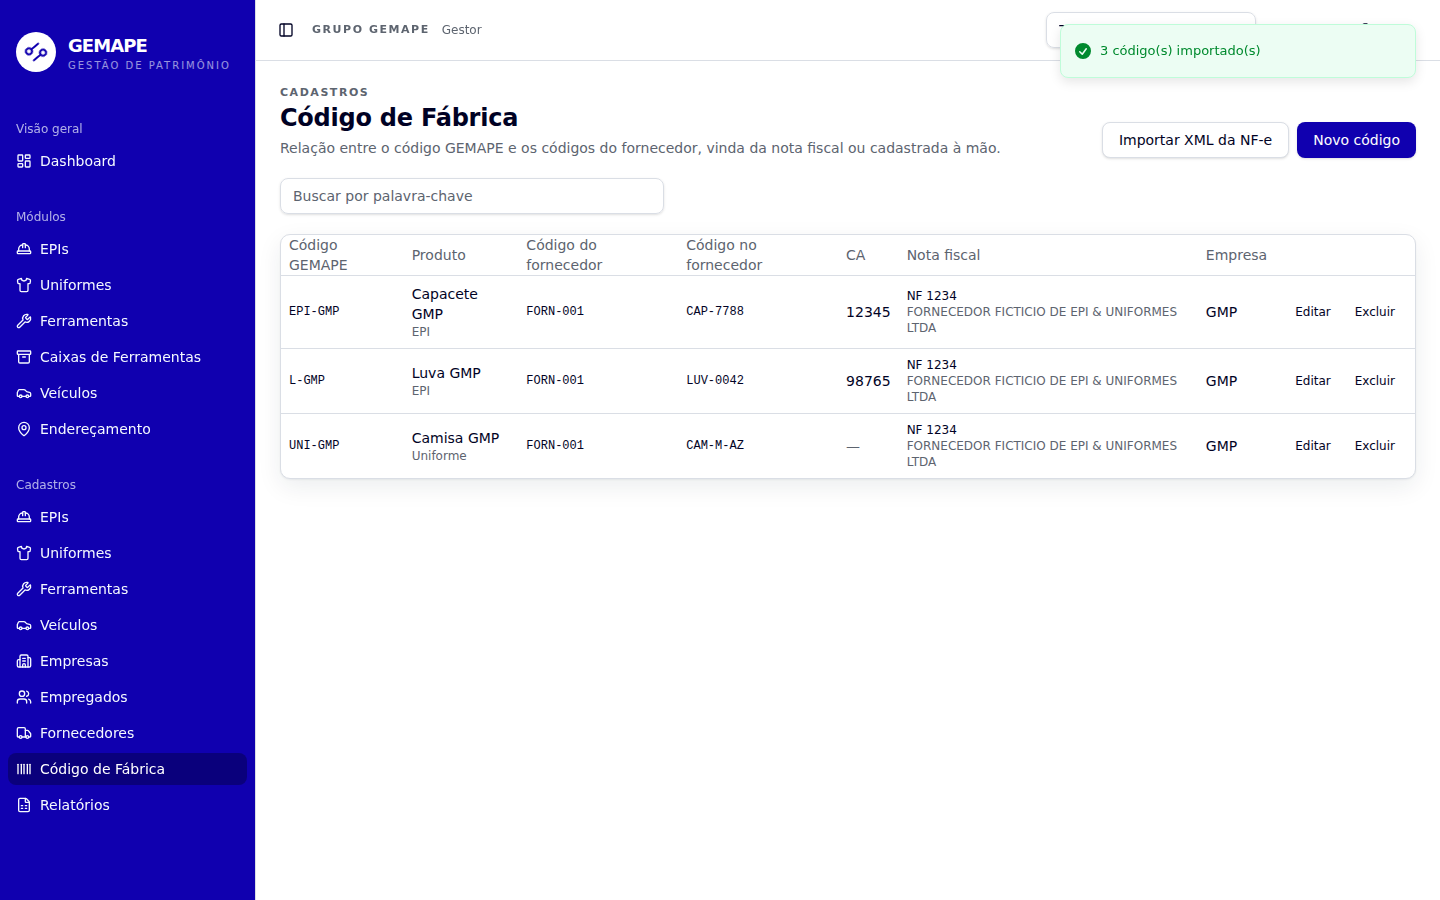 GEMAPE
GESTÃO DE PATRIMÔNIO
Visão geral
Dashboard
Módulos
EPIs
Uniformes
Ferramentas
Caixas de Ferramentas
Veículos
Endereçamento
Cadastros
EPIs
Uniformes
Ferramentas
Veículos
Empresas
Empregados
Fornecedores
Código de Fábrica
Relatórios
GRUPO GEMAPE Gestor
3 código(s) importado(s)
CADASTROS
Código de Fábrica
Relação entre o código GEMAPE e os códigos do fornecedor, vinda da nota fiscal ou cadastrada à mão.
Importar XML da NF-e
Novo código
Buscar por palavra-chave
Código GEMAPE
Produto
Código do fornecedor
Código no fornecedor
CA
Nota fiscal
Empresa
EPI-GMP
Capacete GMP
EPI
FORN-001
CAP-7788
12345
NF 1234
FORNECEDOR FICTICIO DE EPI & UNIFORMES
LTDA
GMP
Editar
Excluir
L-GMP
Luva GMP
EPI
FORN-001
LUV-0042
98765
NF 1234
FORNECEDOR FICTICIO DE EPI & UNIFORMES
LTDA
GMP
Editar
Excluir
UNI-GMP
Camisa GMP
Uniforme
FORN-001
CAM-M-AZ
—
NF 1234
FORNECEDOR FICTICIO DE EPI & UNIFORMES
LTDA
GMP
Editar
Excluir